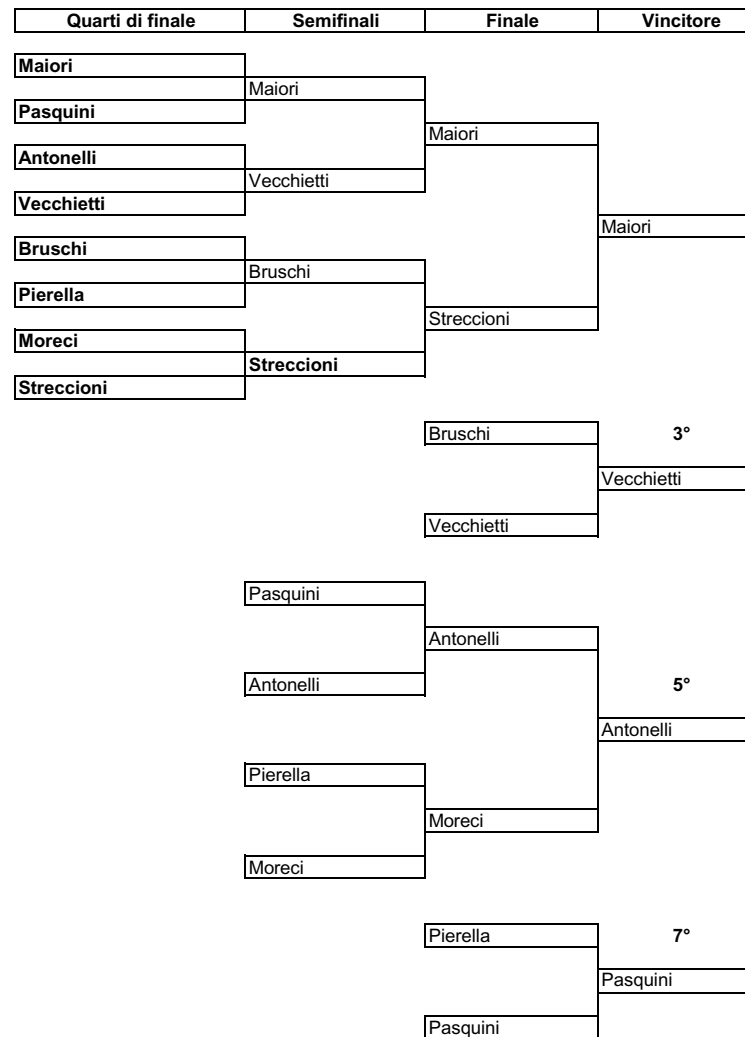 Quarti di finale Semifinali Finale Vincitore
Maiori
Maiori
Pasquini
Maiori
Antonelli
Vecchietti
Vecchietti
Maiori
Bruschi
Bruschi
Pierella
Streccioni
Moreci
Streccioni
Streccioni
Bruschi 3°
Vecchietti
Vecchietti
Pasquini
Antonelli
Antonelli 5°
Antonelli
Pierella
Moreci
Moreci
Pierella 7°
Pasquini
Pasquini